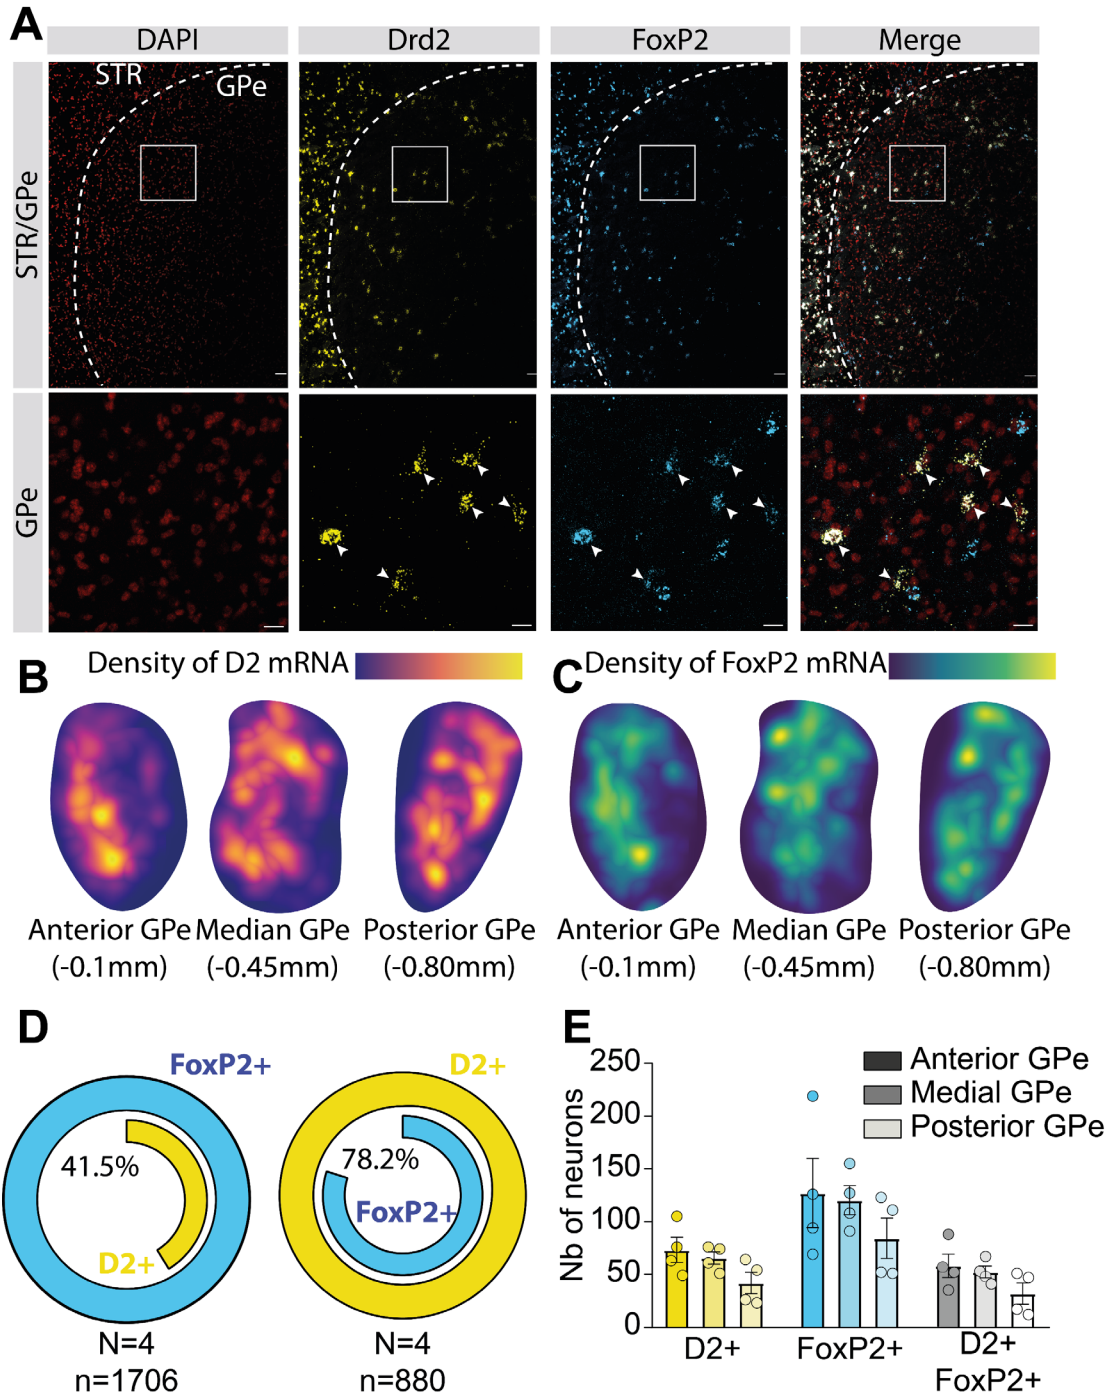 A
DAPI Drd2 FoxP2 Merge
STR/GPe
STR
GPe
GPe
B
Density of D2 mRNA
C
Density of FoxP2 mRNA
Anterior GPe Median GPe Posterior GPe
(-0.1mm) (-0.45mm) (-0.80mm)
Anterior GPe Median GPe Posterior GPe
(-0.1mm) (-0.45mm) (-0.80mm)
D
FoxP2+
41.5%
D2+
N=4
n=1706
D2+
78.2%
FoxP2+
N=4
n=880
E
Nb of neurons
250
200
150
100
50
0
Anterior GPe
Medial GPe
Posterior GPe
D2+ FoxP2+ D2+
FoxP2+